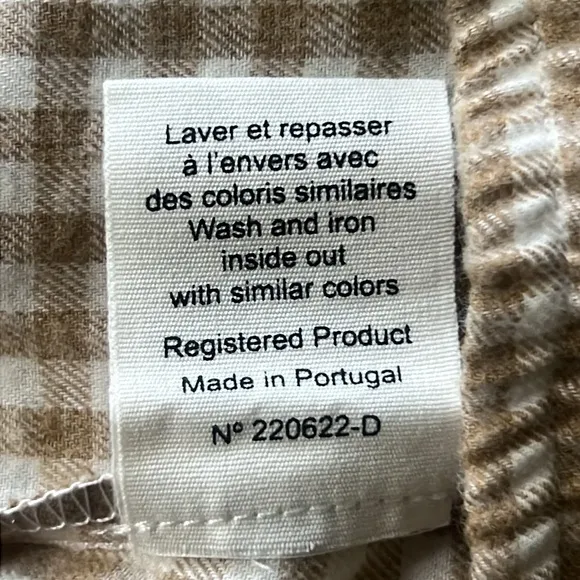 Laver et repasser
à l'envers avec
des coloris similaires
Wash and iron
inside out
with similar colors
Registered Product
Made in Portugal
Nº 220622-D